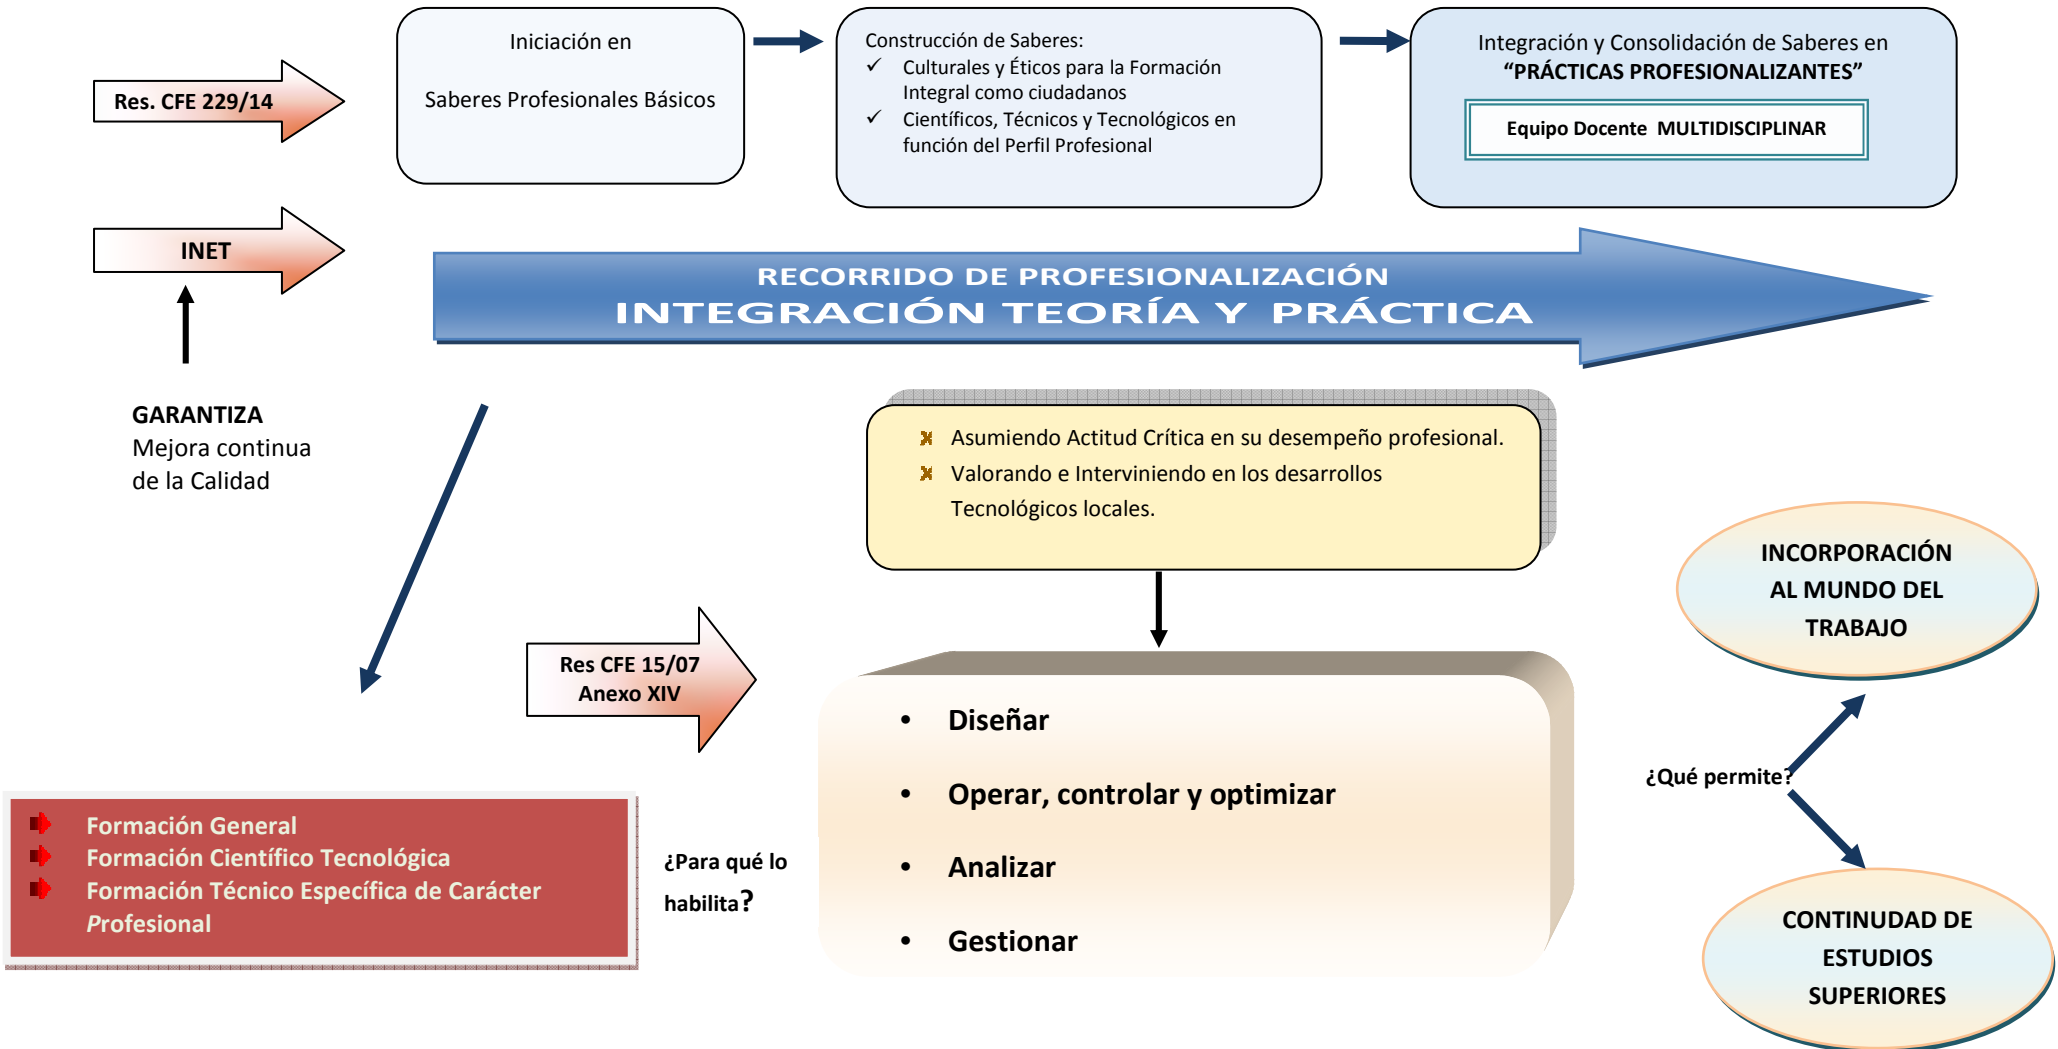 Iniciación en
Saberes Profesionales Básicos
Construcción de Saberes:
✓ Culturales y Éticos para la Formación
Integral como ciudadanos
✓ Científicos, Técnicos y Tecnológicos en
función del Perfil Profesional
Integración y Consolidación de Saberes en
“PRÁCTICAS PROFESIONALIZANTES”
Equipo Docente MULTIDISCIPLINAR
Res. CFE 229/14
INET
RECORRIDO DE PROFESIONALIZACIÓN
INTEGRACIÓN TEORÍA Y PRÁCTICA
GARANTIZA
Mejora continua
de la Calidad
Asumiendo Actitud Crítica en su desempeño profesional.
Valorando e Interviniendo en los desarrollos
Tecnológicos locales.
Res CFE 15/07
Anexo XIV
• Diseñar
• Operar, controlar y optimizar
• Analizar
• Gestionar
Formación General
Formación Científico Tecnológica
Formación Técnico Específica de Carácter
Profesional
¿Para qué lo
habilita?
¿Qué permite?
INCORPORACIÓN
AL MUNDO DEL
TRABAJO
CONTINUDAD DE
ESTUDIOS
SUPERIORES